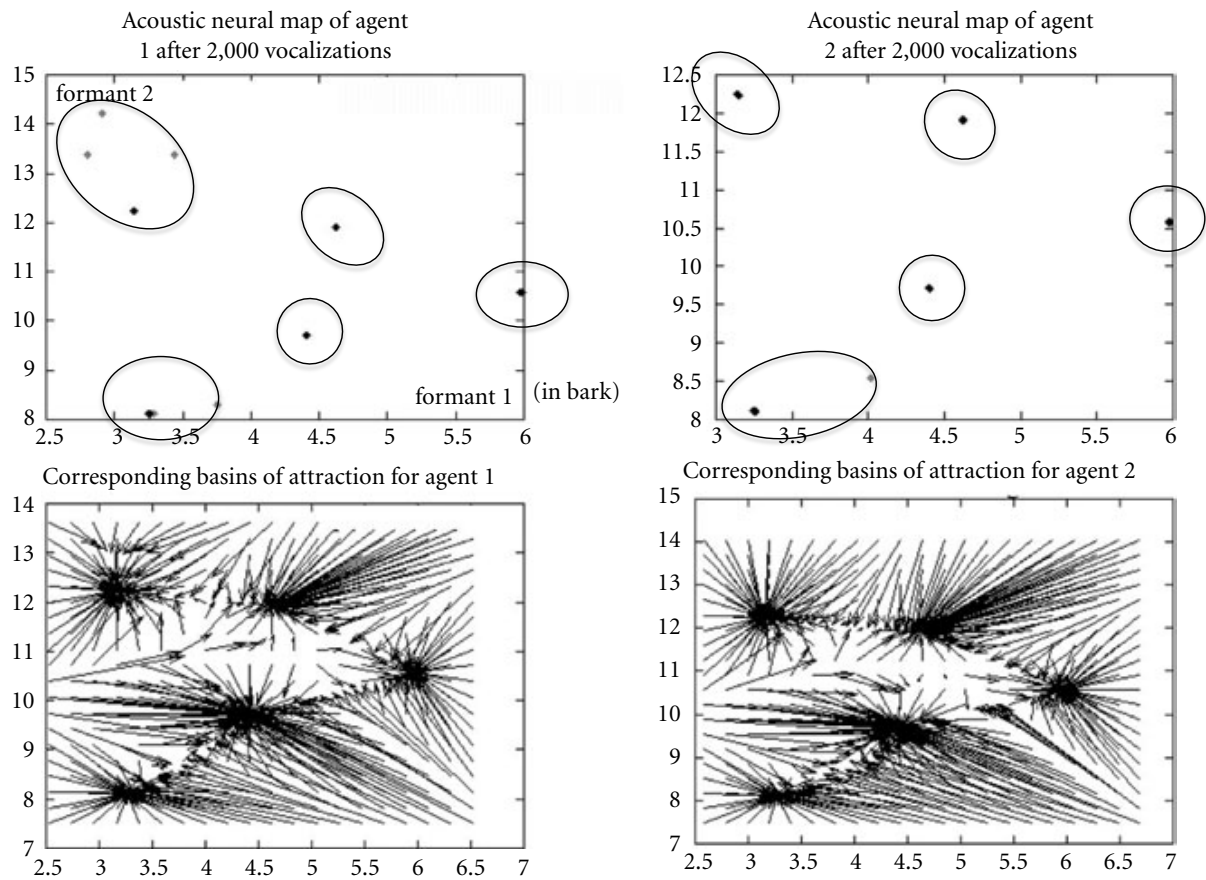 Acoustic neural map of agent
1 after 2,000 vocalizations
15
14
13
12
11
10
9
8
formant 2
formant 1 (in bark)
2.5 3 3.5 4 4.5 5 5.5 6
Acoustic neural map of agent
2 after 2,000 vocalizations
12.5
12
11.5
11
10.5
10
9.5
9
8.5
8
3 3.5 4 4.5 5 5.5 6
Corresponding basins of attraction for agent 1
14
13
12
11
10
9
8
7
2.5 3 3.5 4 4.5 5 5.5 6 6.5 7
Corresponding basins of attraction for agent 2
15
14
13
12
11
10
9
8
7
2.5 3 3.5 4 4.5 5 5.5 6 6.5 7